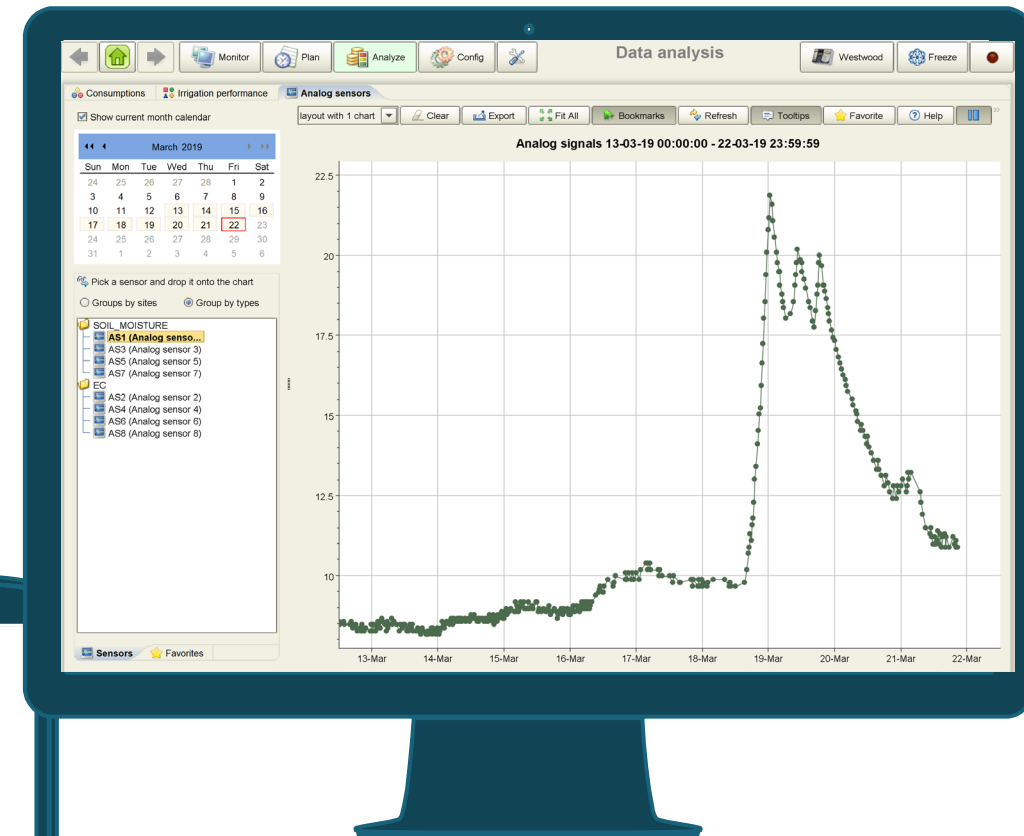 Monitor Plan Analyze Config Data analysis Westwood Freeze
Consumptions Irrigation performance Analog sensors
Show current month calendar layout with 1 chart Clear Export Fit All Bookmarks Refresh Tooltips Favorite Help 20
Analog signals 13-03-19 00:00:00 - 22-03-19 23:59:59
March 2019
Sun Mon Tue Wed Thu Fri Sat
24 25 26 27 28 1 2
3 4 5 6 7 8 9
10 11 12 13 14 15 16
17 18 19 20 21 22 23
24 25 26 27 28 29 30
31 1 2 3 4 5 6
Pick a sensor and drop it onto the chart
Groups by sites Group by types
SOIL_MOISTURE
AS1 (Analog senso...
AS3 (Analog sensor 3)
AS5 (Analog sensor 5)
AS7 (Analog sensor 7)
EC
AS2 (Analog sensor 2)
AS4 (Analog sensor 4)
AS6 (Analog sensor 6)
AS8 (Analog sensor 8)
Sensors Favorites
22.5
20
17.5
15
12.5
10
13-Mar 14-Mar 15-Mar 16-Mar 17-Mar 18-Mar 19-Mar 20-Mar 21-Mar 22-Mar